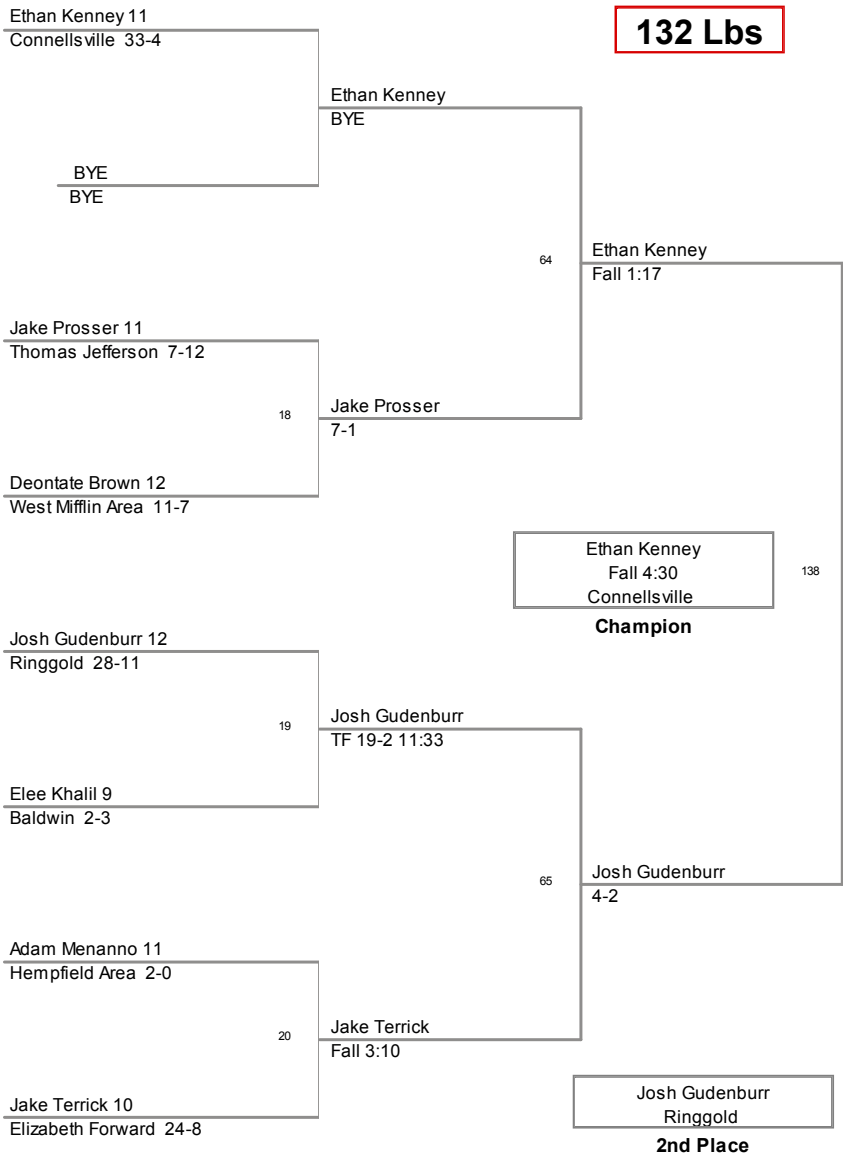 Ethan Kenney 11
Connellsville 33-4
132 Lbs
Ethan Kenney
BYE
BYE
BYE
64
Ethan Kenney
Fall 1:17
Jake Prosser 11
Thomas Jefferson 7-12
18
Jake Prosser
7-1
Deontate Brown 12
West Mifflin Area 11-7
Ethan Kenney
Fall 4:30
Connellsville
Champion
138
Josh Gudenburr 12
Ringgold 28-11
19
Josh Gudenburr
TF 19-2 11:33
Elee Khalil 9
Baldwin 2-3
65
Josh Gudenburr
4-2
Adam Menanno 11
Hempfield Area 2-0
20
Jake Terrick
Fall 3:10
Jake Terrick 10
Elizabeth Forward 24-8
Josh Gudenburr
Ringgold
2nd Place